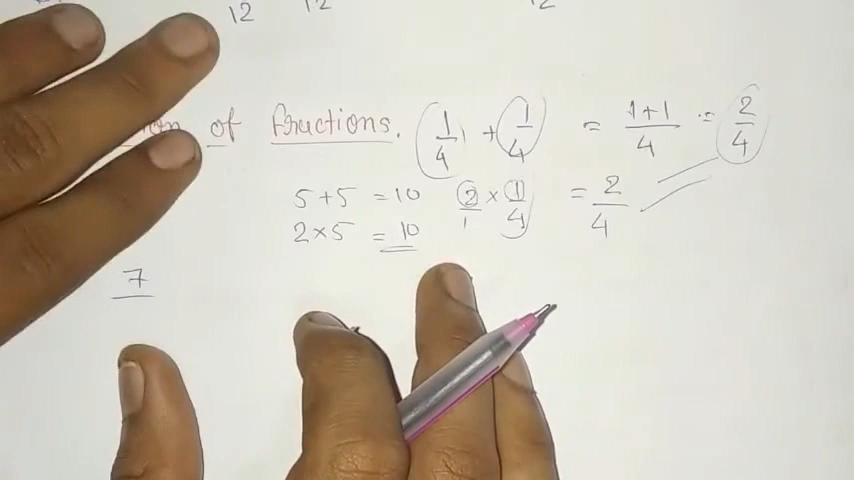 12 12 12
of Fractions. 1/4 + 1/4 = 1+1/4 = 2/4
5+5 = 10 2/1 × 1/4 = 2/4
2×5 = 10
7